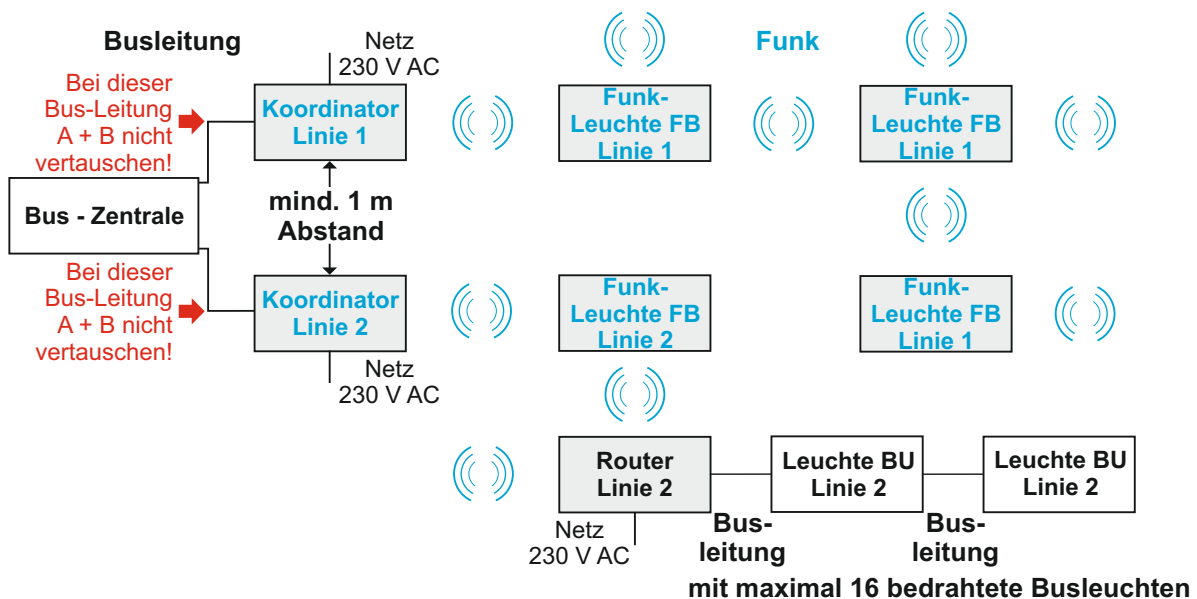 Busleitung
Netz
230 V AC
Funk
Bei dieser
Bus-Leitung
A + B nicht
vertauschen!
Koordinator
Linie 1
Funk-
Leuchte FB
Linie 1
Funk-
Leuchte FB
Linie 1
Bus - Zentrale
mind. 1 m
Abstand
Bei dieser
Bus-Leitung
A + B nicht
vertauschen!
Koordinator
Linie 2
Funk-
Leuchte FB
Linie 2
Funk-
Leuchte FB
Linie 1
Netz
230 V AC
Router
Linie 2
Leuchte BU
Linie 2
Leuchte BU
Linie 2
Netz
230 V AC
Bus-
leitung
Bus-
leitung
mit maximal 16 bedrahtete Busleuchten